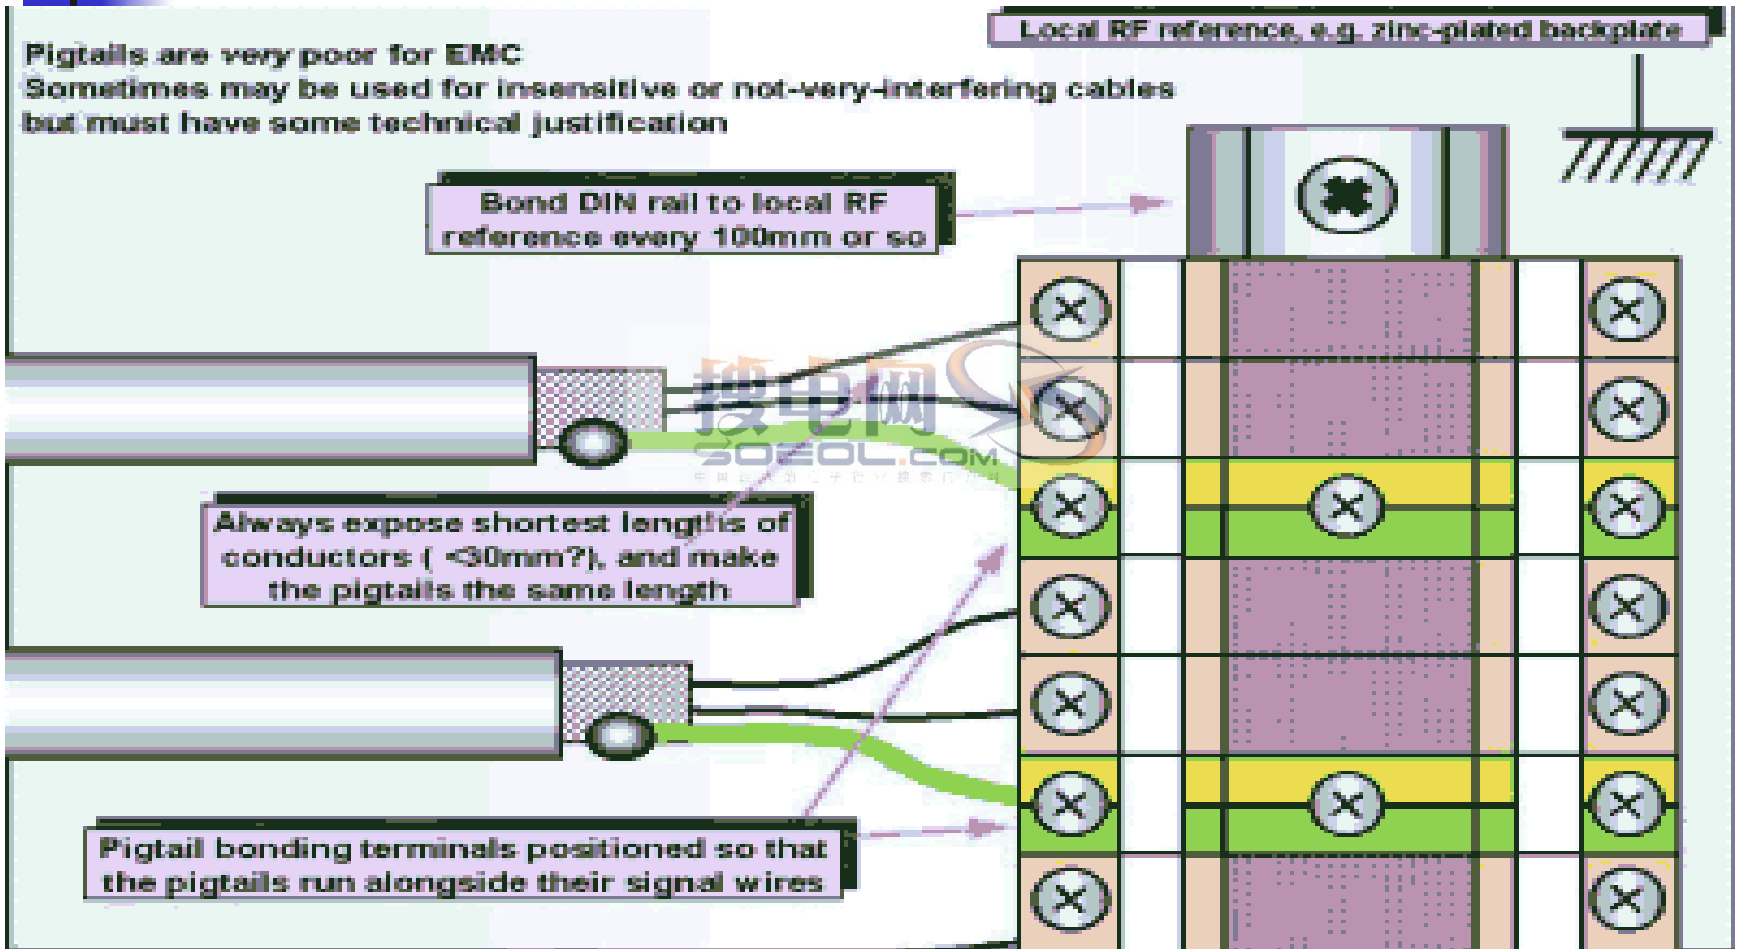 Local RF reference, e.g. zinc-plated backplate
Pigtails are very poor for EMC
Sometimes may be used for insensitive or not-very-interfering cables
but must have some technical justification
Bond DIN rail to local RF
reference every 100mm or so
搜电网
SOEOL.COM
Always expose shortest lengths of
conductors ( <30mm?), and make
the pigtails the same length
Pigtail bonding terminals positioned so that
the pigtails run alongside their signal wires